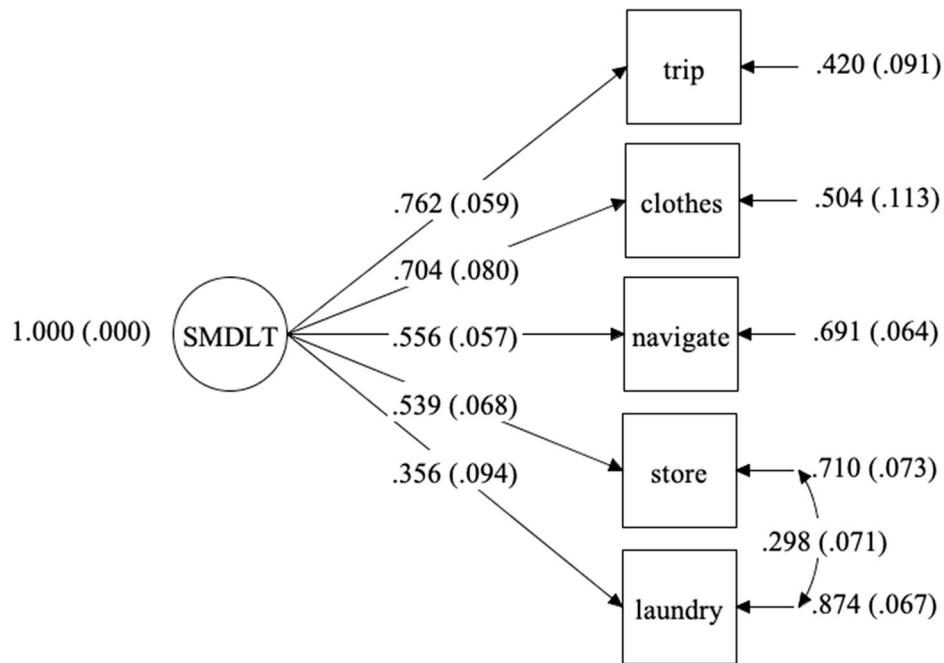 trip
.420 (.091)
clothes
.504 (.113)
.762 (.059)
.704 (.080)
1.000 (.000)
SMDLT
.556 (.057)
navigate
.691 (.064)
.539 (.068)
.356 (.094)
store
.710 (.073)
.298 (.071)
laundry
.874 (.067)